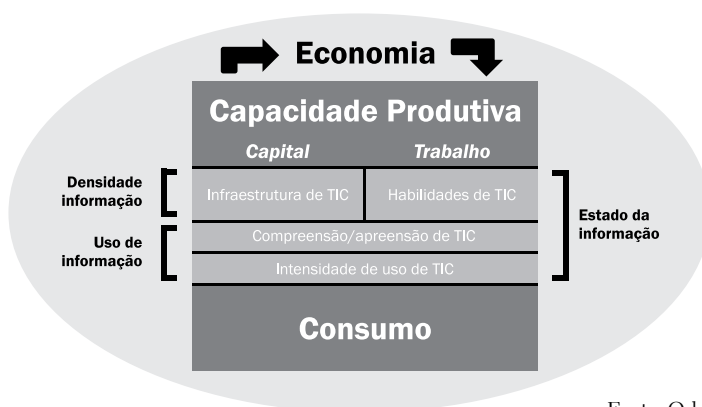 Economia
Capacidade Produtiva
Capital
Trabalho
Densidade
informação
Infraestrutura de TIC
Habilidades de TIC
Uso de
informação
Compreensão/apreensão de TIC
Intensidade de uso de TIC
Estado da
informação
Consumo